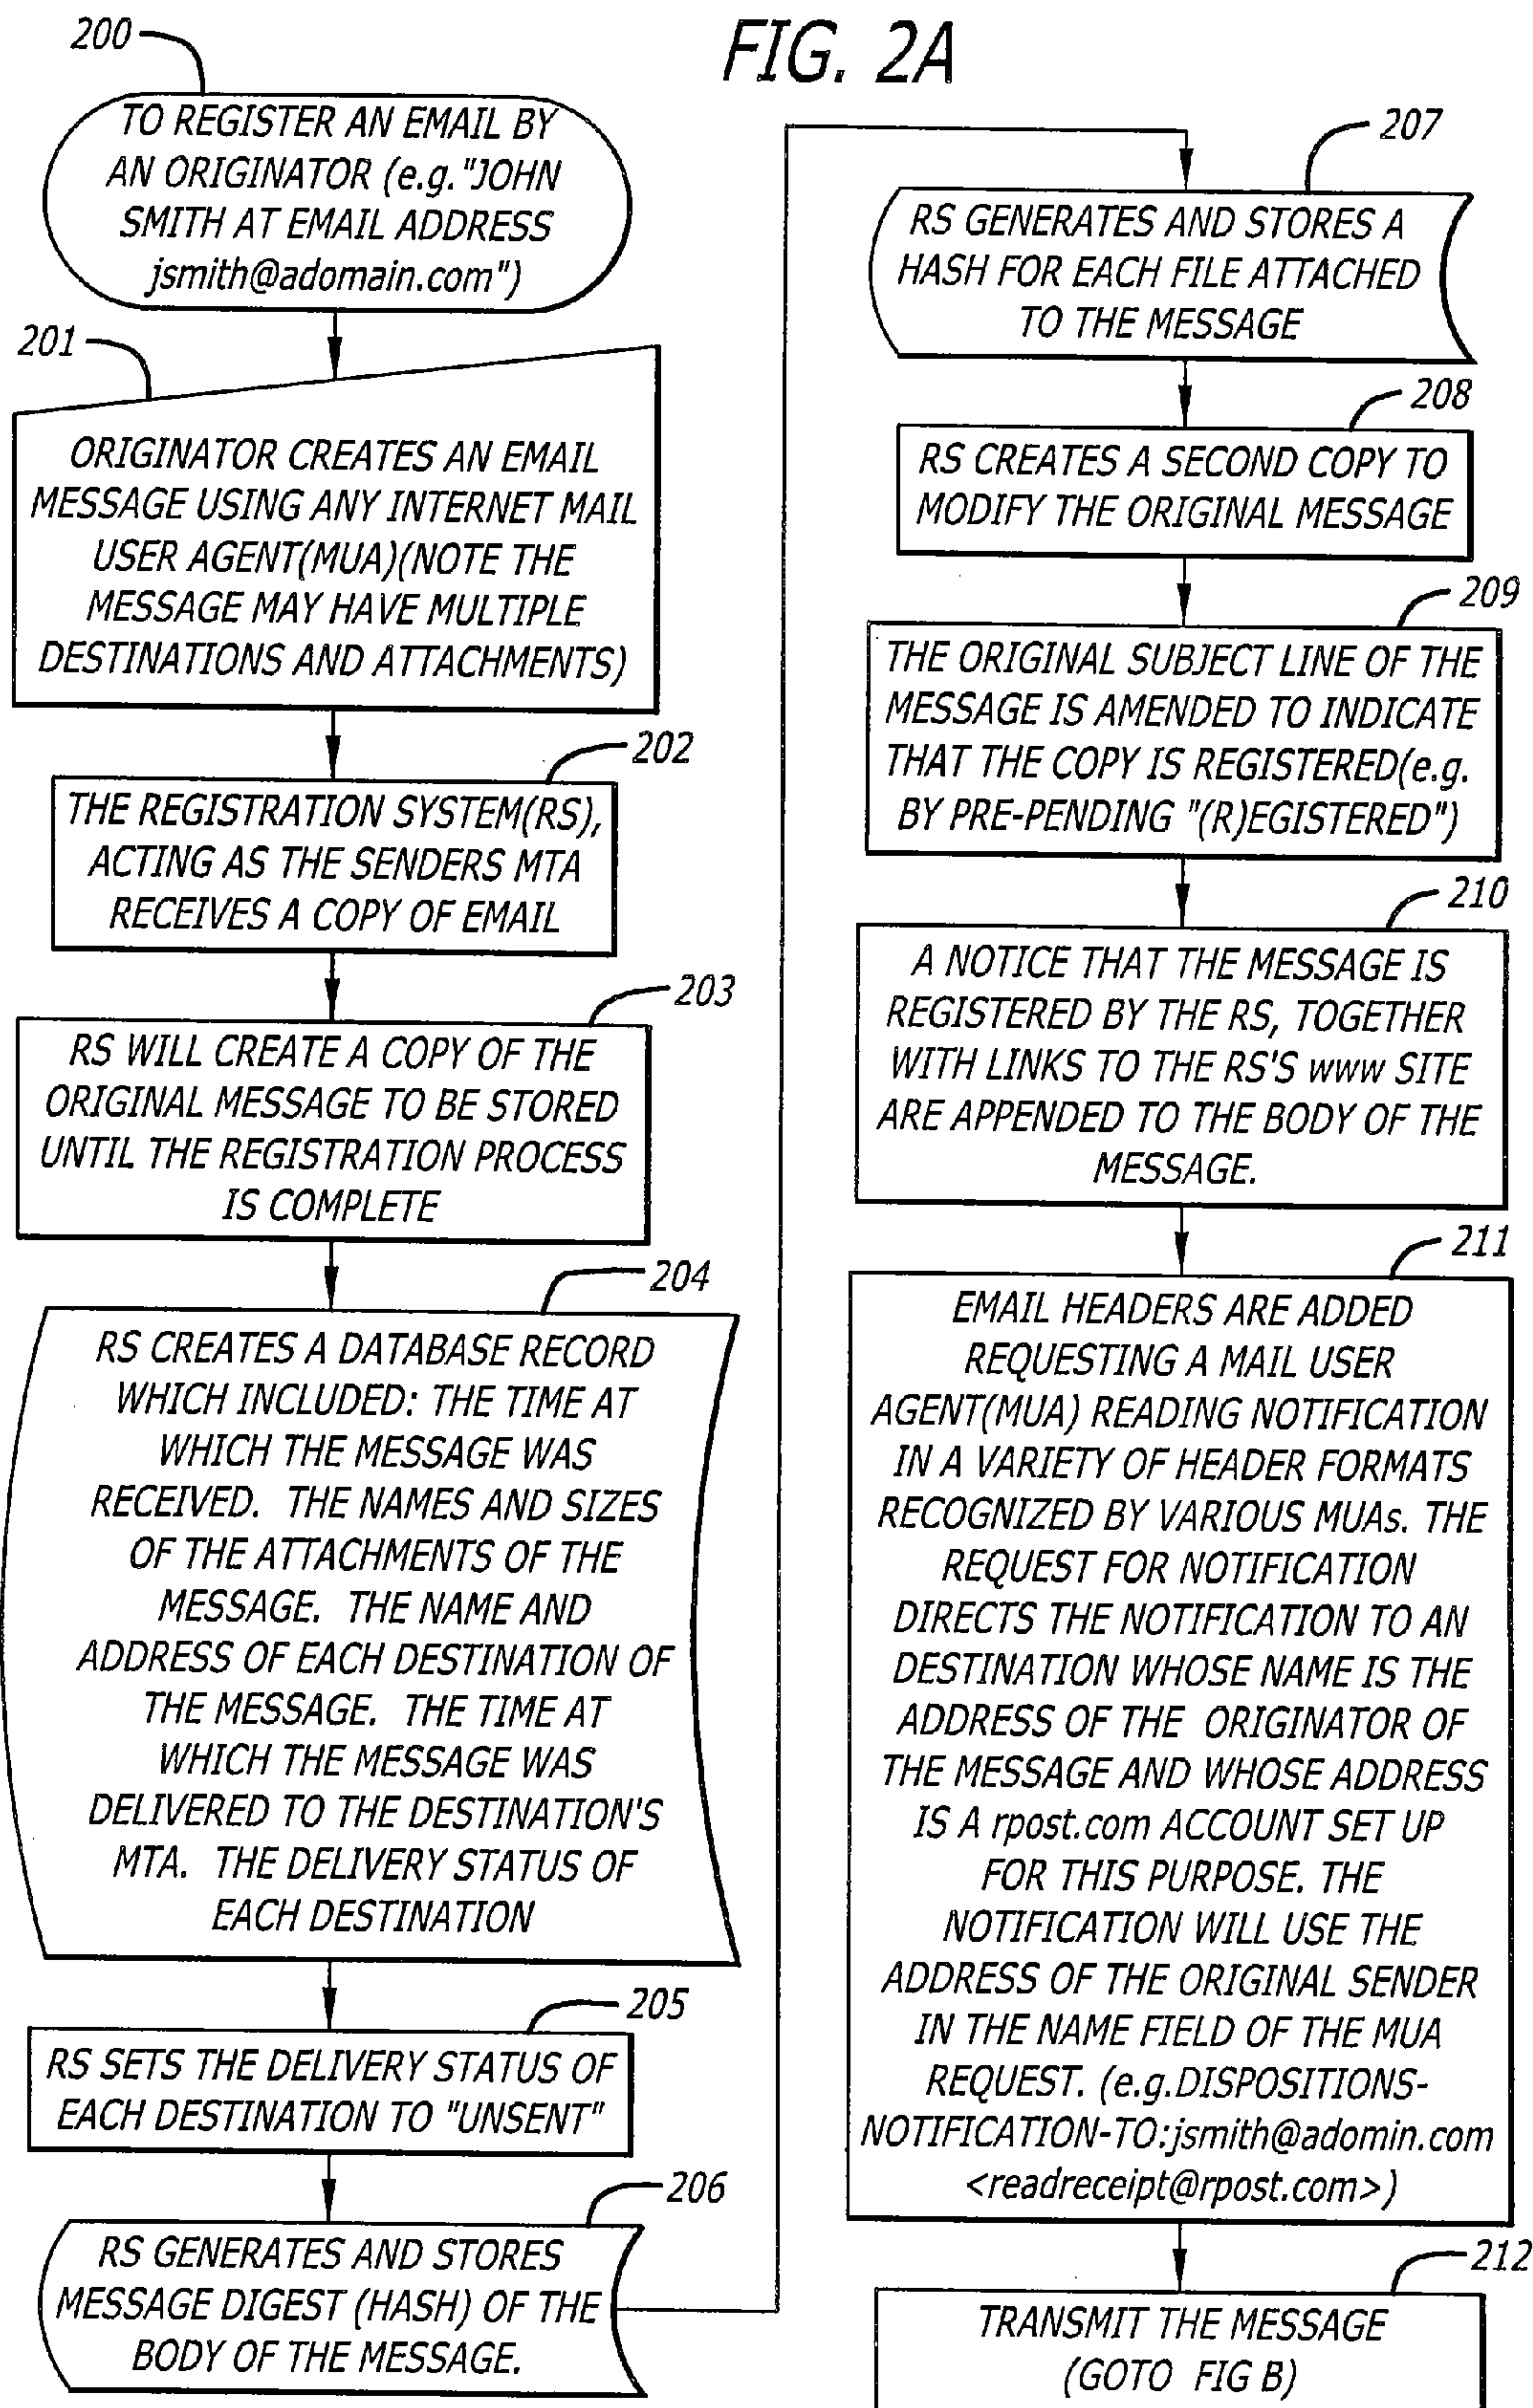 FIG. 2A
200
TO REGISTER AN EMAIL BY
AN ORIGINATOR (e.g."JOHN
SMITH AT EMAIL ADDRESS
jsmith@adomain.com")
201
ORIGINATOR CREATES AN EMAIL
MESSAGE USING ANY INTERNET MAIL
USER AGENT(MUA)(NOTE THE
MESSAGE MAY HAVE MULTIPLE
DESTINATIONS AND ATTACHMENTS)
202
THE REGISTRATION SYSTEM(RS),
ACTING AS THE SENDERS MTA
RECEIVES A COPY OF EMAIL
203
RS WILL CREATE A COPY OF THE
ORIGINAL MESSAGE TO BE STORED
UNTIL THE REGISTRATION PROCESS
IS COMPLETE
204
RS CREATES A DATABASE RECORD
WHICH INCLUDED: THE TIME AT
WHICH THE MESSAGE WAS
RECEIVED. THE NAMES AND SIZES
OF THE ATTACHMENTS OF THE
MESSAGE. THE NAME AND
ADDRESS OF EACH DESTINATION OF
THE MESSAGE. THE TIME AT
WHICH THE MESSAGE WAS
DELIVERED TO THE DESTINATION'S
MTA. THE DELIVERY STATUS OF
EACH DESTINATION
205
RS SETS THE DELIVERY STATUS OF
EACH DESTINATION TO "UNSENT"
206
RS GENERATES AND STORES
MESSAGE DIGEST (HASH) OF THE
BODY OF THE MESSAGE.
207
RS GENERATES AND STORES A
HASH FOR EACH FILE ATTACHED
TO THE MESSAGE
208
RS CREATES A SECOND COPY TO
MODIFY THE ORIGINAL MESSAGE
209
THE ORIGINAL SUBJECT LINE OF THE
MESSAGE IS AMENDED TO INDICATE
THAT THE COPY IS REGISTERED(e.g.
BY PRE-PENDING "(R)EGISTERED")
210
A NOTICE THAT THE MESSAGE IS
REGISTERED BY THE RS, TOGETHER
WITH LINKS TO THE RS'S www SITE
ARE APPENDED TO THE BODY OF THE
MESSAGE.
211
EMAIL HEADERS ARE ADDED
REQUESTING A MAIL USER
AGENT(MUA) READING NOTIFICATION
IN A VARIETY OF HEADER FORMATS
RECOGNIZED BY VARIOUS MUAs. THE
REQUEST FOR NOTIFICATION
DIRECTS THE NOTIFICATION TO AN
DESTINATION WHOSE NAME IS THE
ADDRESS OF THE ORIGINATOR OF
THE MESSAGE AND WHOSE ADDRESS
IS A rpost.com ACCOUNT SET UP
FOR THIS PURPOSE. THE
NOTIFICATION WILL USE THE
ADDRESS OF THE ORIGINAL SENDER
IN THE NAME FIELD OF THE MUA
REQUEST. (e.g.DISPOSITIONS-
NOTIFICATION-TO:jsmith@adomin.com
<readreceipt@rpost.com>)
212
TRANSMIT THE MESSAGE
(GOTO FIG B)